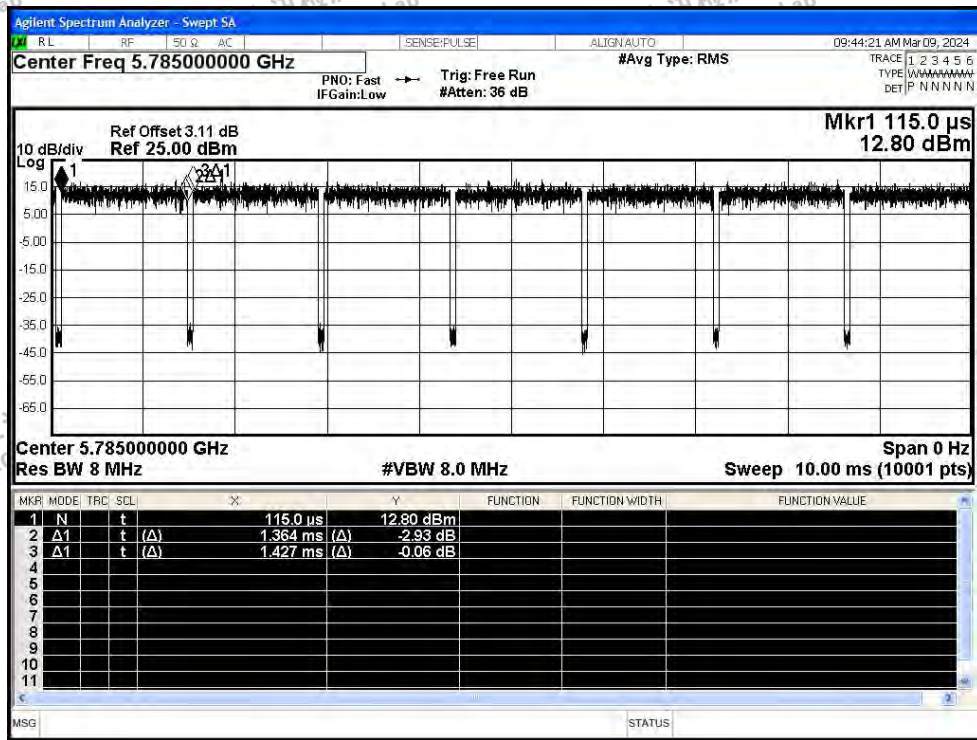 Agilent Spectrum Analyzer - Swept SA
RL RF 50 Ω AC SENSE:PULSE ALIGN AUTO 09:44:21 AM Mar 09, 2024
Center Freq 5.785000000 GHz
#Avg Type: RMS
TRACE 1 2 3 4 5 6
PNO: Fast Trig: Free Run
TYPE WWWWWW
IFGain:Low #Atten: 36 dB
DET P N N N N N
Mkr1 115.0 µs
12.80 dBm
Ref Offset 3.11 dB
10 dB/div Ref 25.00 dBm
Log
1
2Δ1
3Δ1
15.0
5.00
-5.00
-15.0
-25.0
-35.0
-45.0
-55.0
-65.0
Center 5.785000000 GHz Span 0 Hz
Res BW 8 MHz #VBW 8.0 MHz Sweep 10.00 ms (10001 pts)
MKR MODE TRC SCL X Y FUNCTION FUNCTION WIDTH FUNCTION VALUE
1 N t 115.0 µs 12.80 dBm
2 Δ1 t (Δ) 1.364 ms (Δ) -2.93 dB
3 Δ1 t (Δ) 1.427 ms (Δ) -0.06 dB
4
5
6
7
8
9
10
11
MSG STATUS